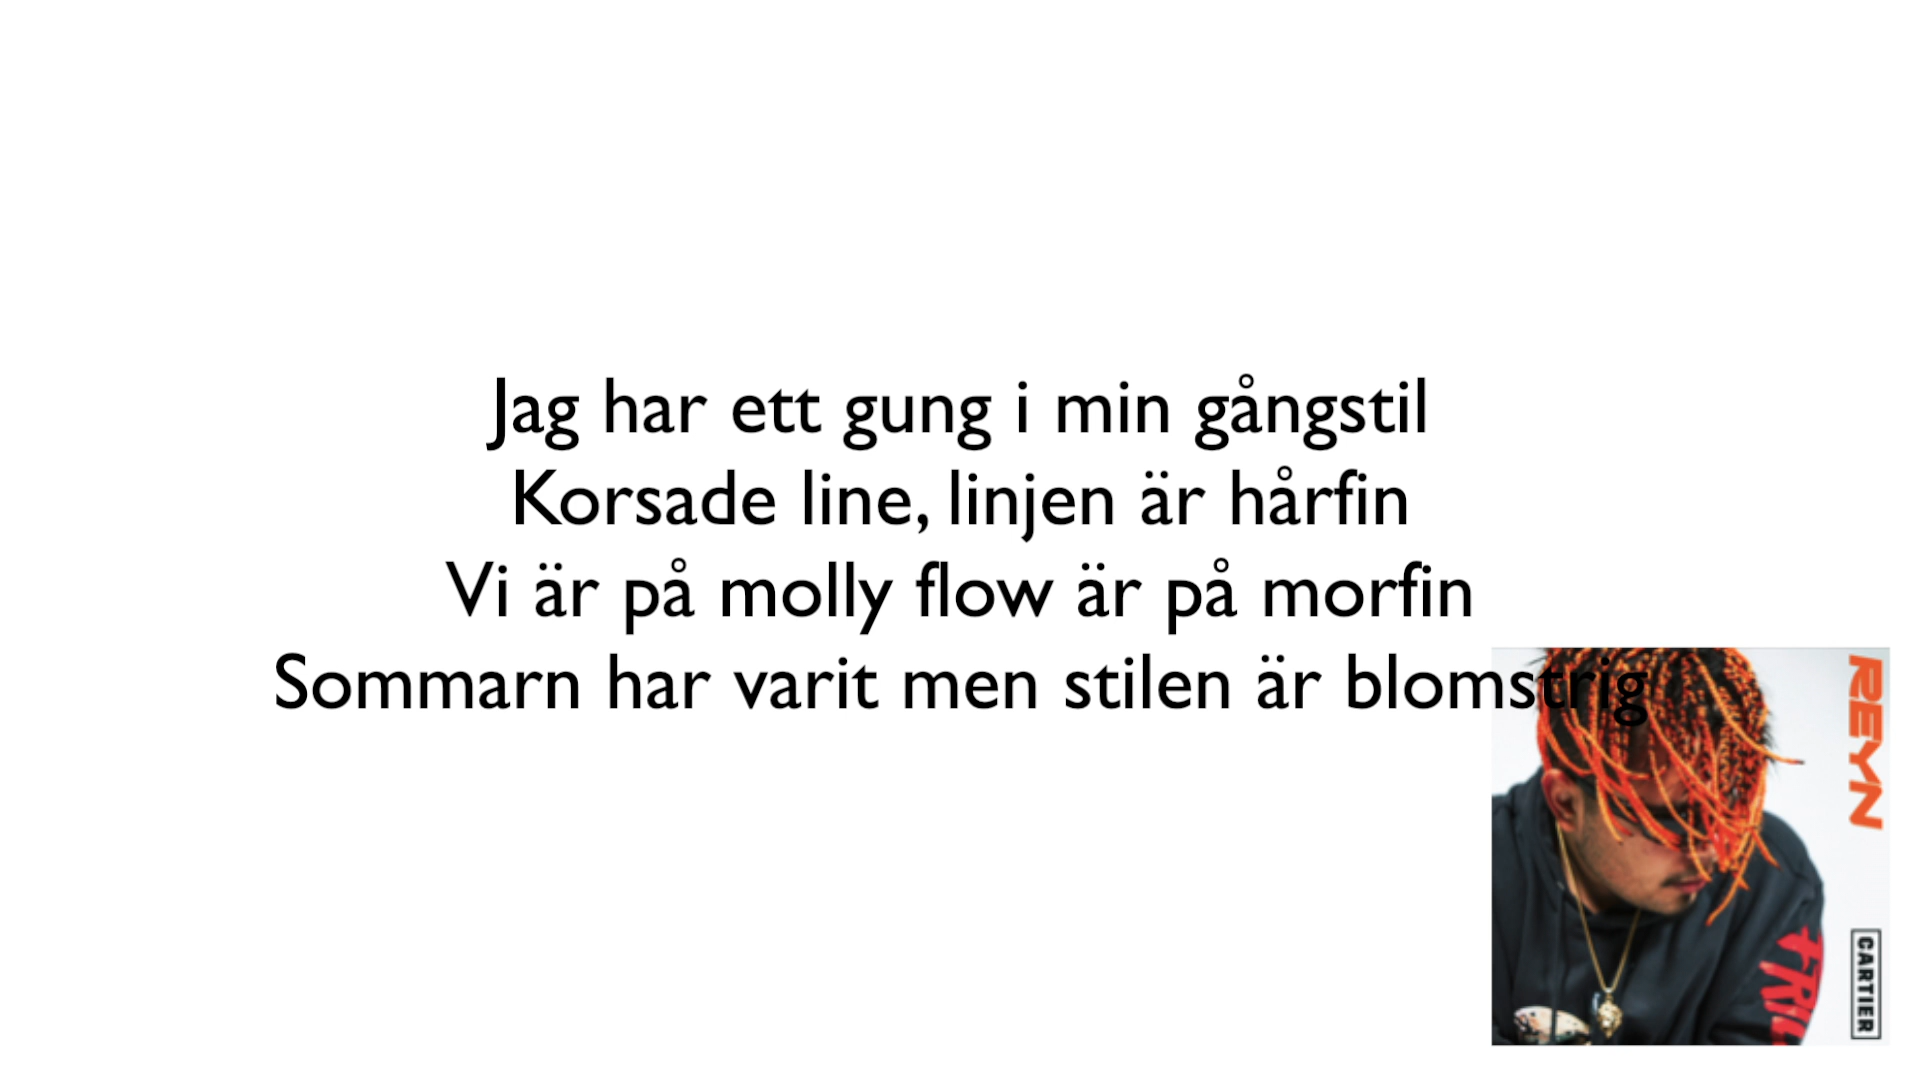 Jag har ett gung i min gångstil
Korsade line, linjen är hårfin
Vi är på molly flow är på morfin
Sommarn har varit men stilen är blomstrig
REYN
CARTIER